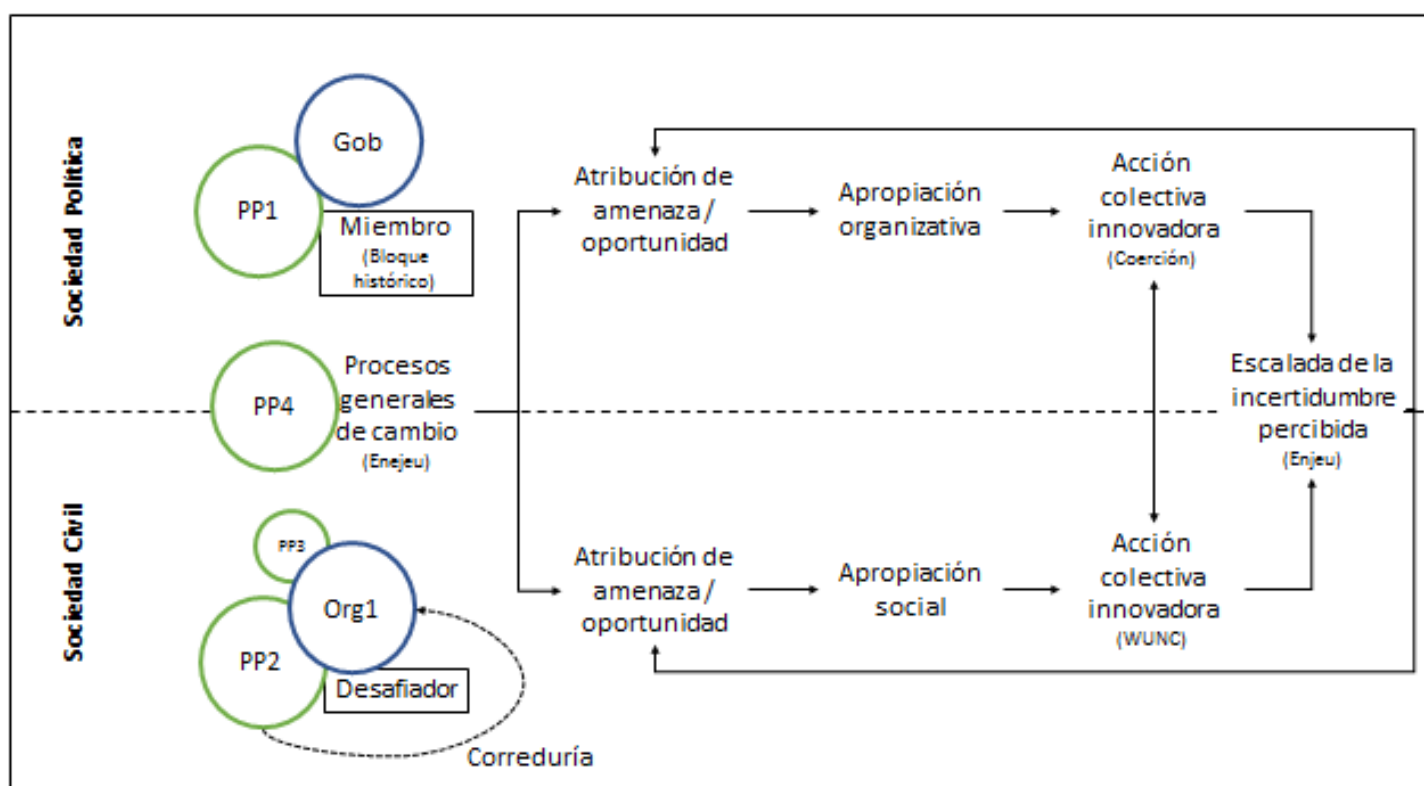 Sociedad Política
Gob
PP1
Miembro
(Bloque
histórico)
Atribución de
amenaza /
oportunidad
Apropiación
organizativa
Acción
colectiva
innovadora
(Coerción)
PP4
Procesos
generales
de cambio
(Enejeu)
Escalada de la
incertidumbre
percibida
(Enjeu)
Sociedad Civil
PP3
Org1
PP2
Desafiador
Correduría
Atribución de
amenaza /
oportunidad
Apropiación
social
Acción
colectiva
innovadora
(WUNC)